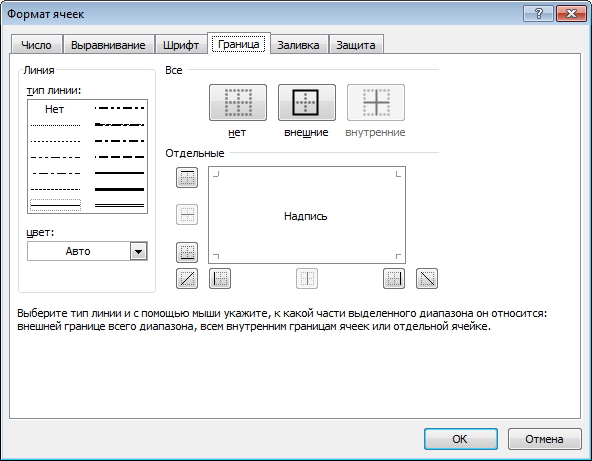 Формат ячеек
Число Выравнивание Шрифт Граница Заливка Защита
Линия
тип линии:
Нет
цвет:
Авто
Все
нет внешние внутренние
Отдельные
Надпись
Выберите тип линии и с помощью мыши укажите, к какой части выделенного диапазона он относится:
внешней границе всего диапазона, всем внутренним границам ячеек или отдельной ячейке.
ОК Отмена